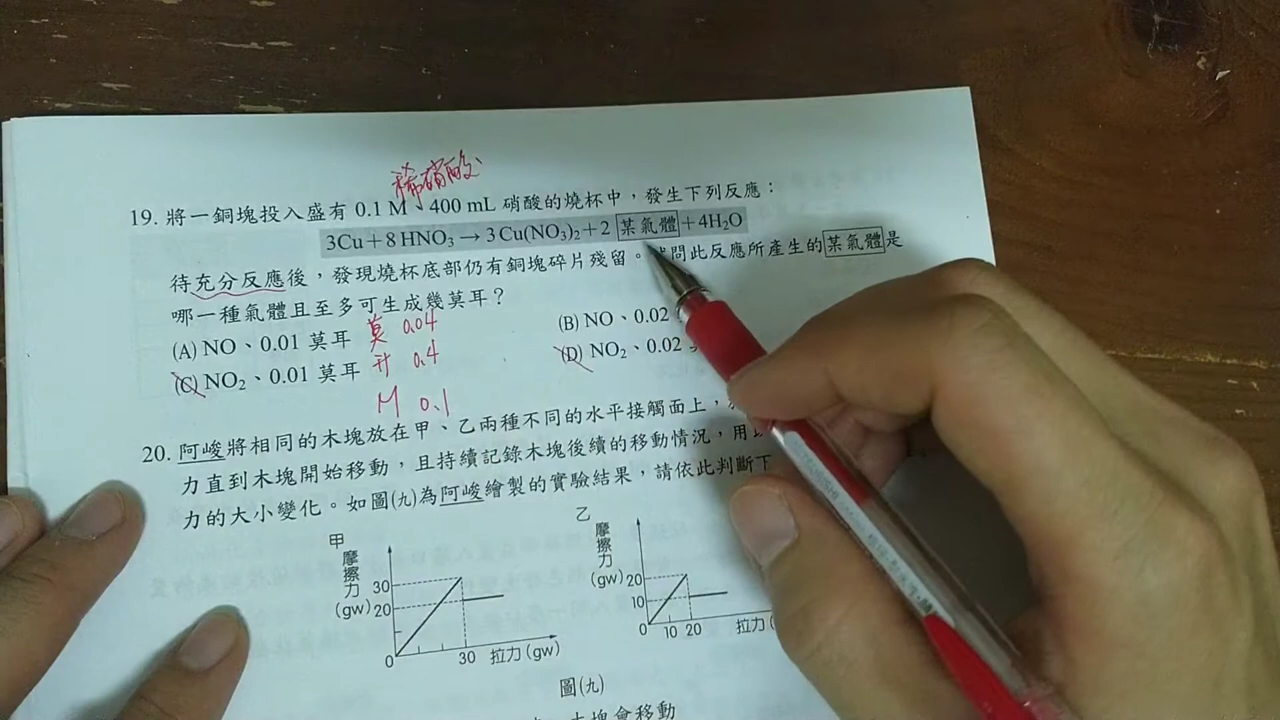 稀硝酸
19. 將一銅塊投入盛有 0.1 M、400 mL 硝酸的燒杯中，發生下列反應：
3Cu＋8 HNO₃ → 3 Cu(NO₃)₂＋2 某氣體＋4H₂O
待充分反應後，發現燒杯底部仍有銅塊碎片殘留。 問此反應所產生的某氣體是
哪一種氣體且至多可生成幾莫耳？
(A) NO、0.01 莫耳 莫 0.04 (B) NO、0.02
(C) NO₂、0.01 莫耳 升 0.4 (D) NO₂、0.02
M 0.1
20. 阿峻將相同的木塊放在甲、乙兩種不同的水平接觸面上，
力直到木塊開始移動，且持續記錄木塊後續的移動情況，用
力的大小變化。如圖(九)為阿峻繪製的實驗結果，請依此判斷下
甲 乙
摩擦力 (gw) 30 20 0 30 拉力 (gw)
摩擦力 (gw) 20 10 0 10 20 拉力 (
圖(九)
木塊會移動